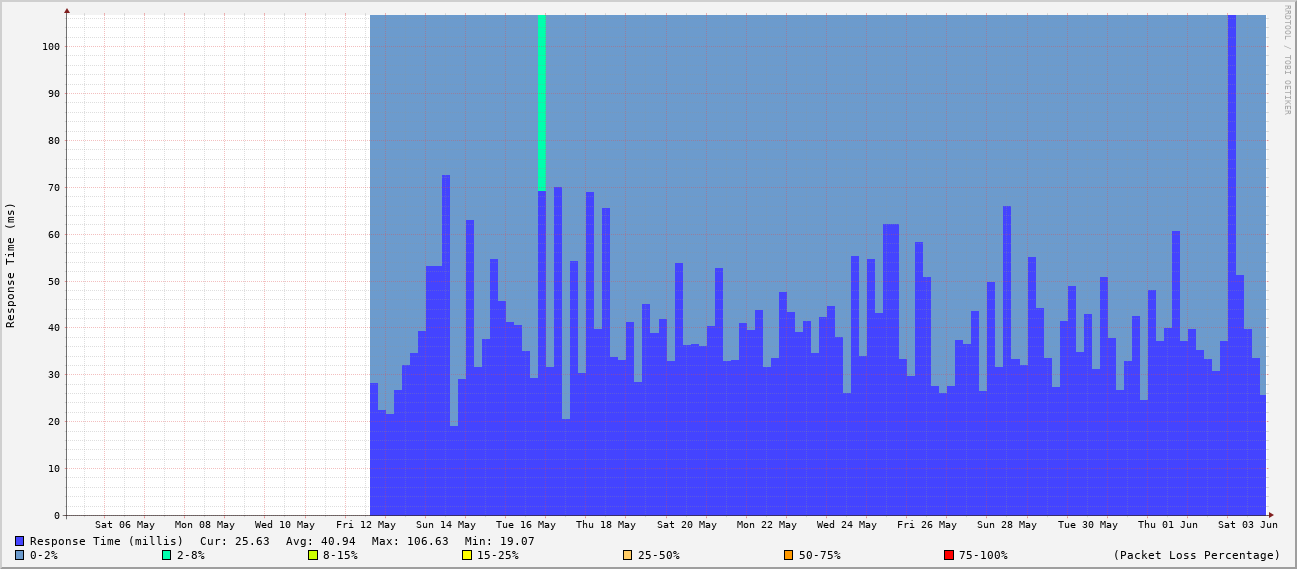 RRDTOOL / TOBI OETIKER
Response Time (ms)
100
90
80
70
60
50
40
30
20
10
0
Sat 06 May Mon 08 May Wed 10 May Fri 12 May Sun 14 May Tue 16 May Thu 18 May Sat 20 May Mon 22 May Wed 24 May Fri 26 May Sun 28 May Tue 30 May Thu 01 Jun Sat 03 Jun
Response Time (millis) Cur: 25.63 Avg: 40.94 Max: 106.63 Min: 19.07
0-2% 2-8% 8-15% 15-25% 25-50% 50-75% 75-100% (Packet Loss Percentage)